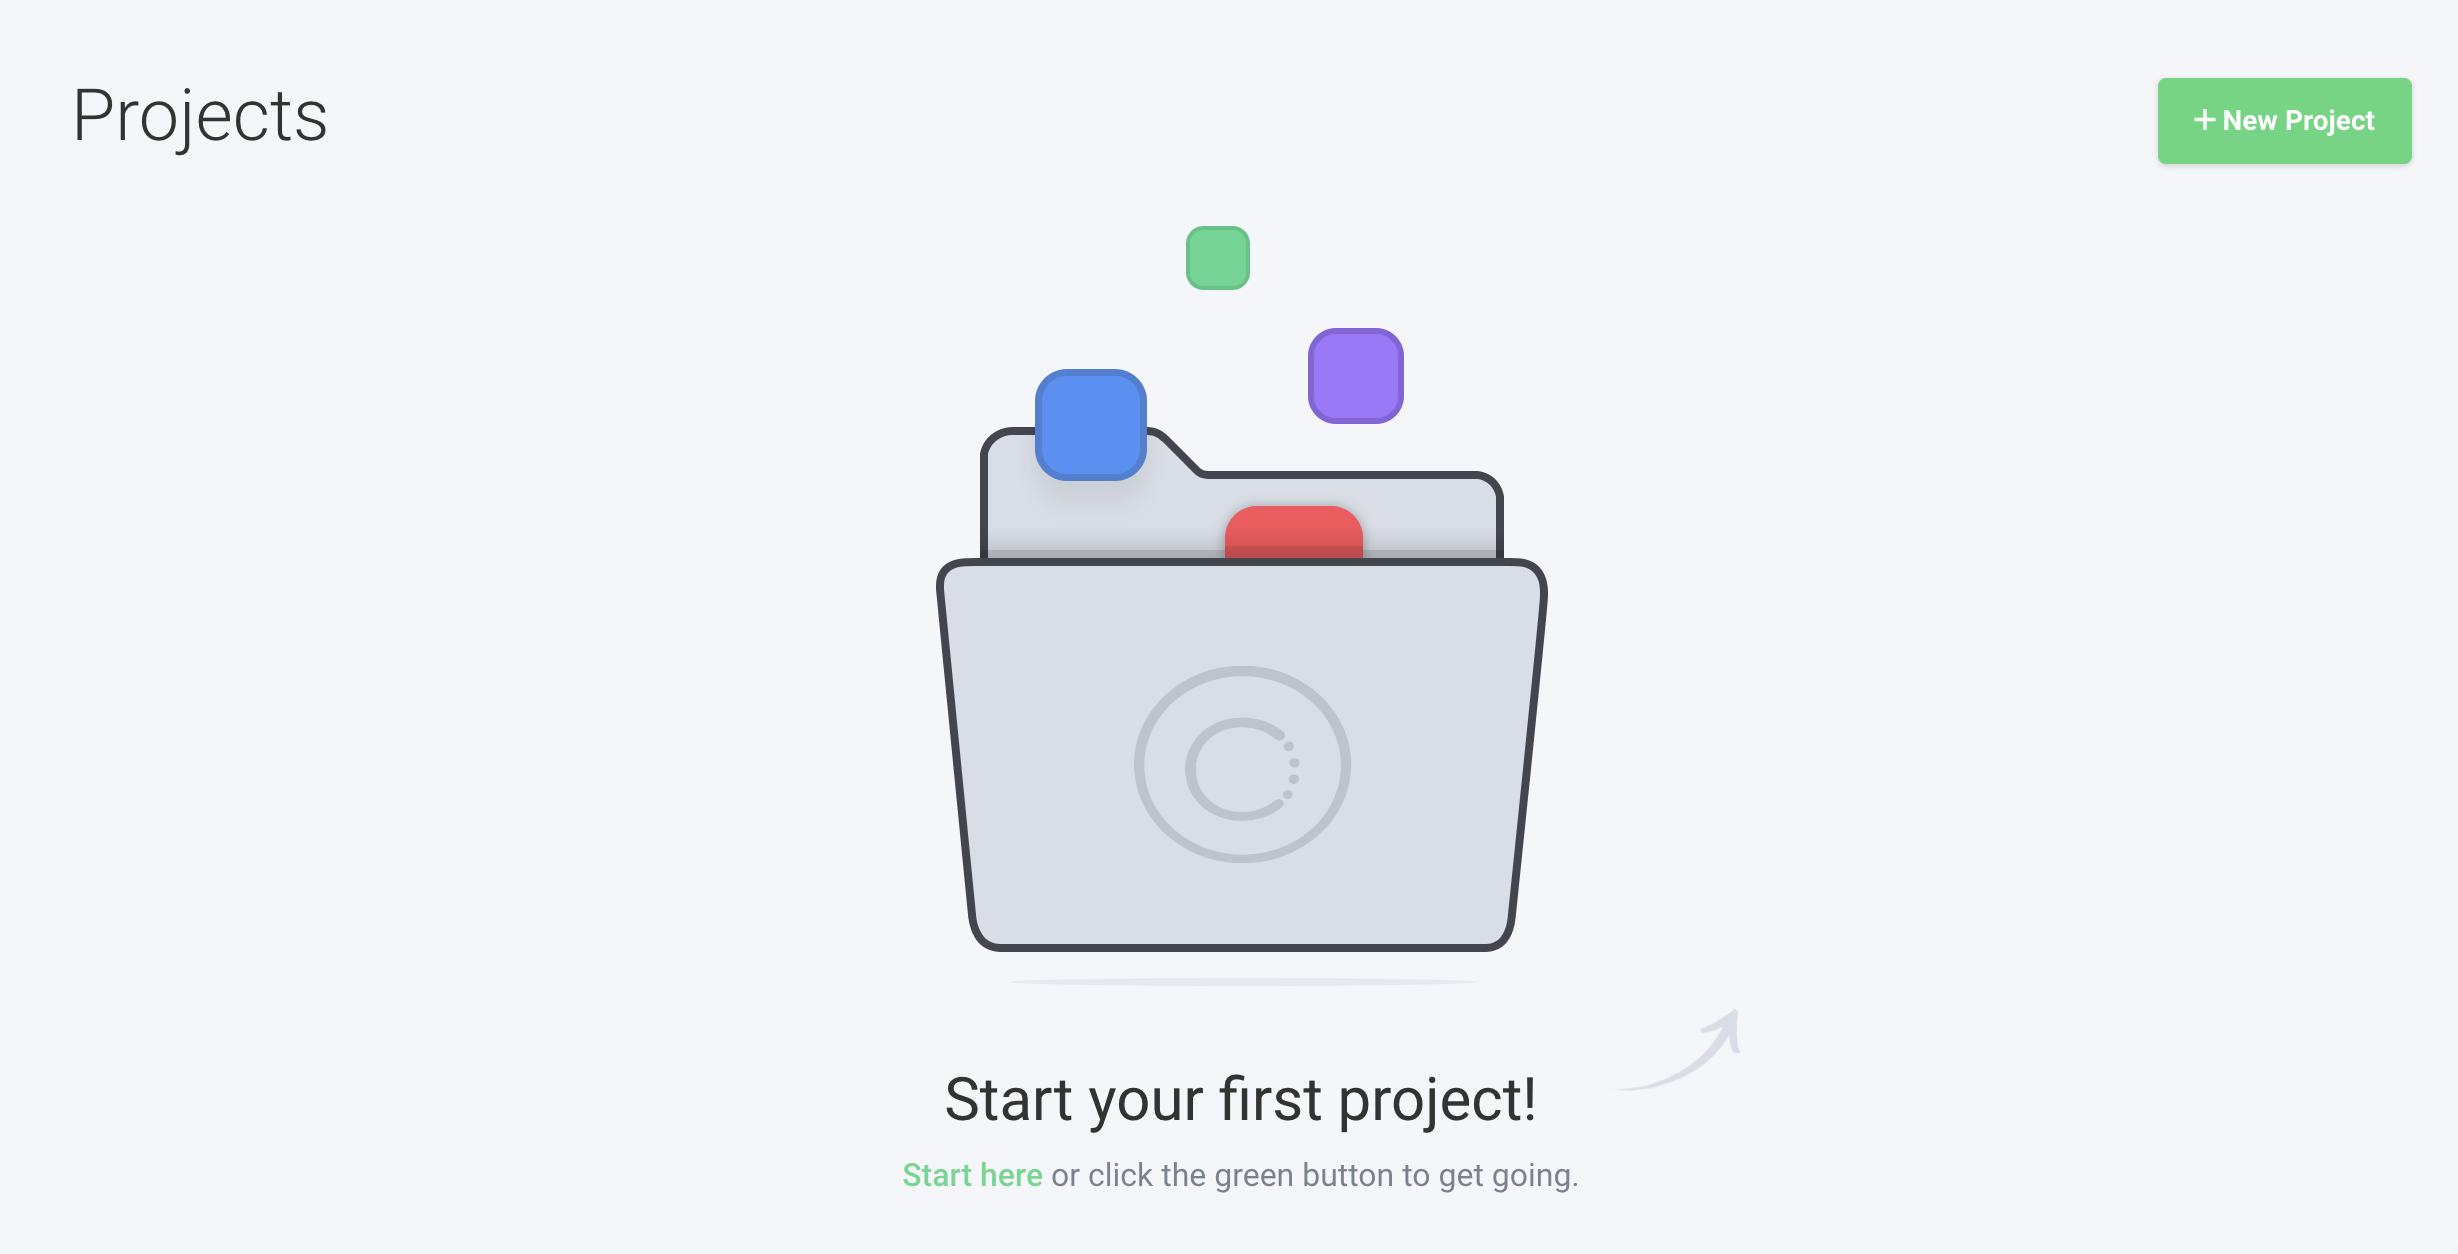 Projects
+ New Project
Start your first project!
Start here or click the green button to get going.